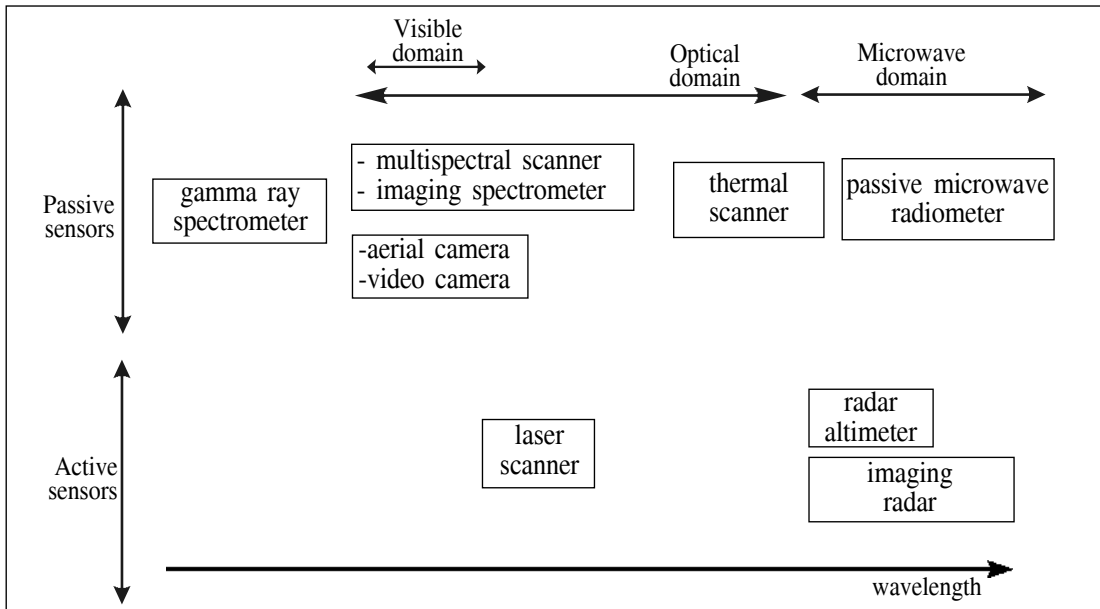 Visible
domain
Optical
domain
Microwave
domain
Passive
sensors
gamma ray
spectrometer
- multispectral scanner
- imaging spectrometer
-aerial camera
-video camera
thermal
scanner
passive microwave
radiometer
Active
sensors
laser
scanner
radar
altimeter
imaging
radar
wavelength